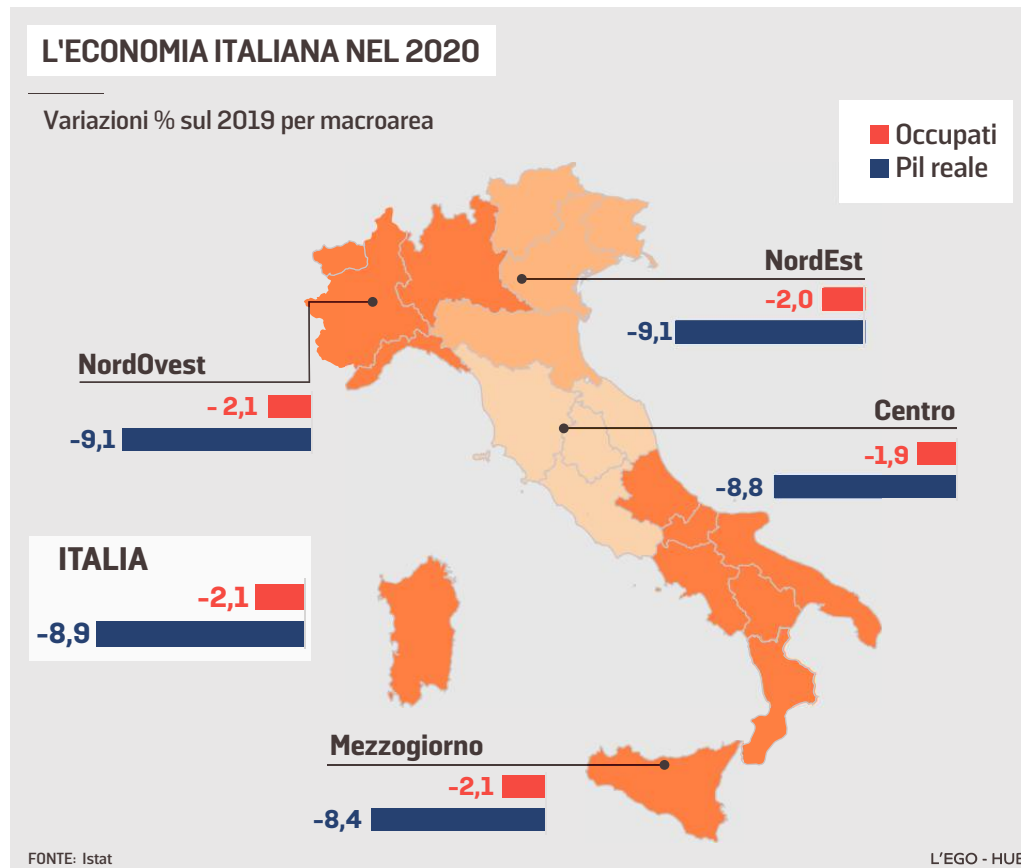 L'ECONOMIA ITALIANA NEL 2020
Variazioni % sul 2019 per macroarea
Occupati
Pil reale
NordEst
-2,0
-9,1
NordOvest
- 2,1
-9,1
Centro
-1,9
-8,8
ITALIA
-2,1
-8,9
Mezzogiorno
-2,1
-8,4
FONTE: Istat
L'EGO - HUB